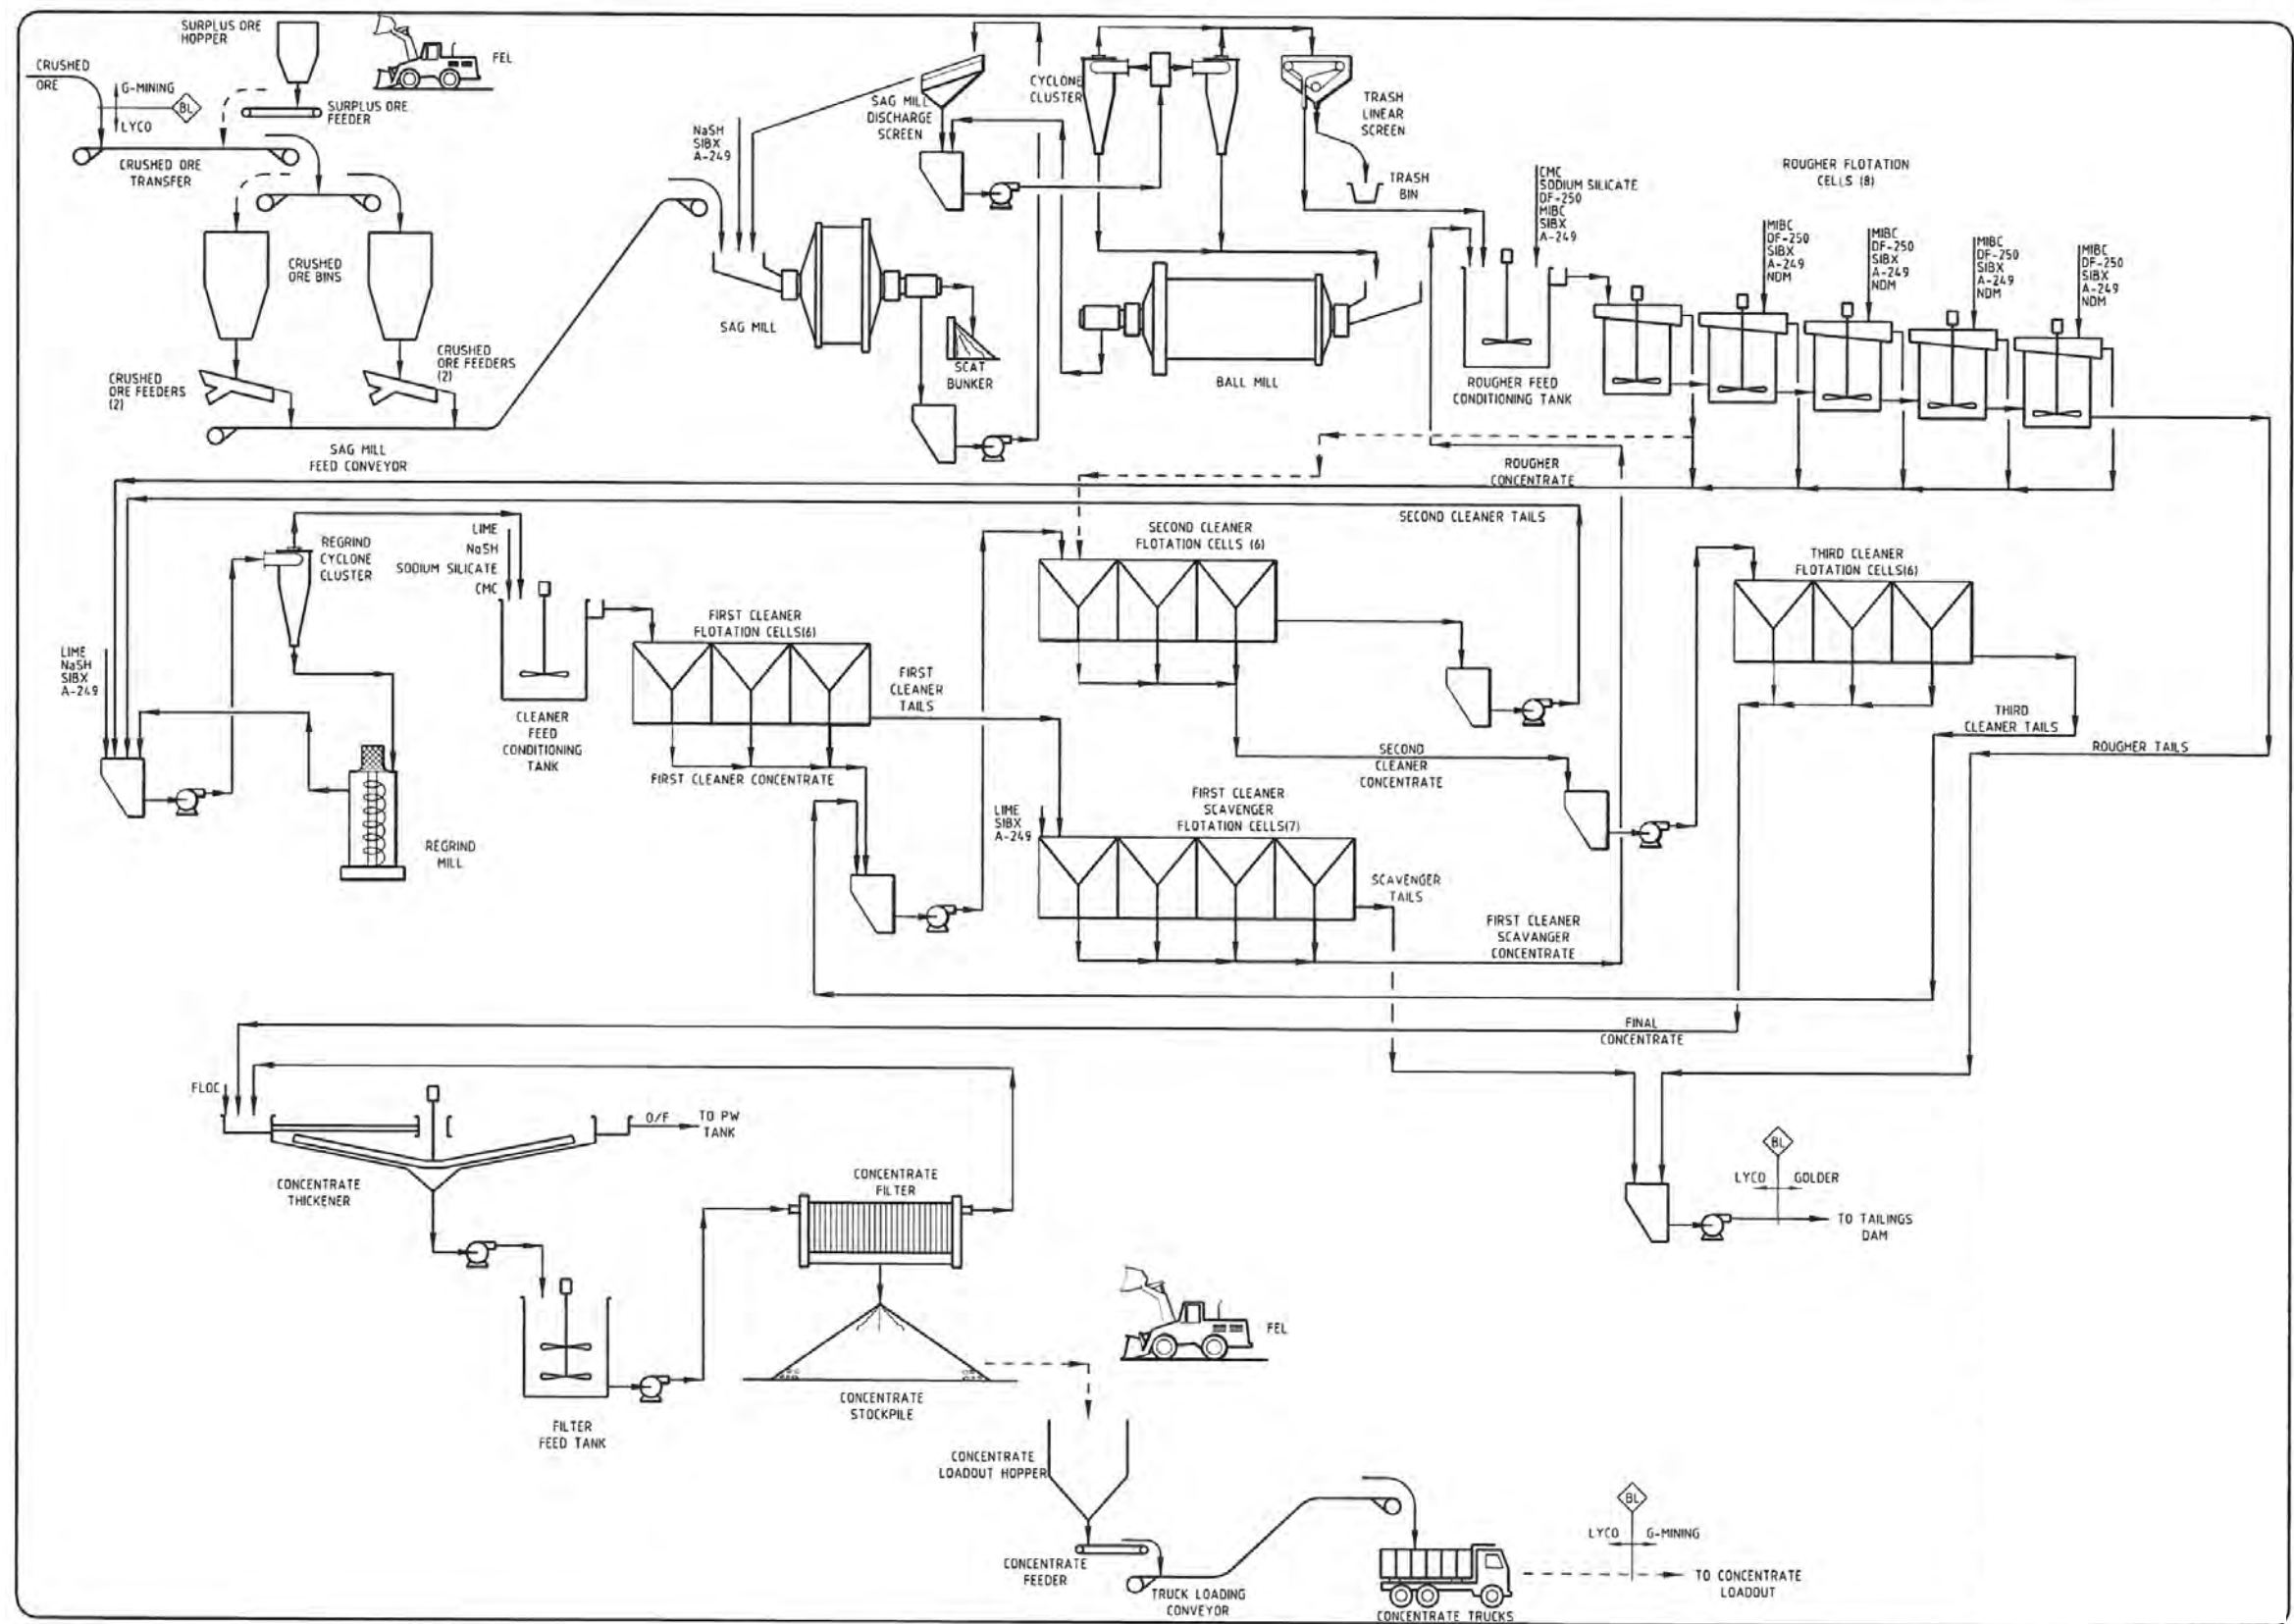 SURPLUS ORE
HOPPER
FEL
CRUSHED
ORE
G-MINING
BL
LYCO
SURPLUS ORE
FEEDER
CRUSHED ORE
TRANSFER
CRUSHED
ORE BINS
CRUSHED
ORE FEEDERS
(2)
CRUSHED
ORE FEEDERS
(2)
SAG MILL
FEED CONVEYOR
NaSH
SIBX
A-249
SAG MILL
SAG MILL
DISCHARGE
SCREEN
SCAT
BUNKER
CYCLONE
CLUSTER
TRASH
LINEAR
SCREEN
TRASH
BIN
BALL MILL
CMC
SODIUM SILICATE
DF-250
MIBC
SIBX
A-249
ROUGHER FEED
CONDITIONING TANK
ROUGHER FLOTATION
CELLS (8)
MIBC
DF-250
SIBX
A-249
NDM
MIBC
DF-250
SIBX
A-249
NDM
MIBC
DF-250
SIBX
A-249
NDM
MIBC
DF-250
SIBX
A-249
NDM
ROUGHER
CONCENTRATE
SECOND CLEANER TAILS
REGRIND
CYCLONE
CLUSTER
LIME
NaSH
SODIUM SILICATE
CMC
LIME
NaSH
SIBX
A-249
REGRIND
MILL
CLEANER
FEED
CONDITIONING
TANK
FIRST CLEANER
FLOTATION CELLS(6)
FIRST
CLEANER
TAILS
FIRST CLEANER CONCENTRATE
SECOND CLEANER
FLOTATION CELLS (6)
SECOND
CLEANER
CONCENTRATE
LIME
SIBX
A-249
FIRST CLEANER
SCAVENGER
FLOTATION CELLS(7)
SCAVENGER
TAILS
FIRST CLEANER
SCAVANGER
CONCENTRATE
THIRD CLEANER
FLOTATION CELLS(6)
THIRD
CLEANER TAILS
ROUGHER TAILS
FINAL
CONCENTRATE
FLOC
O/F
TO PW
TANK
CONCENTRATE
THICKENER
CONCENTRATE
FILTER
FILTER
FEED TANK
CONCENTRATE
STOCKPILE
FEL
BL
LYCO
GOLDER
TO TAILINGS
DAM
CONCENTRATE
LOADOUT HOPPER
CONCENTRATE
FEEDER
TRUCK LOADING
CONVEYOR
CONCENTRATE TRUCKS
BL
LYCO
G-MINING
TO CONCENTRATE
LOADOUT